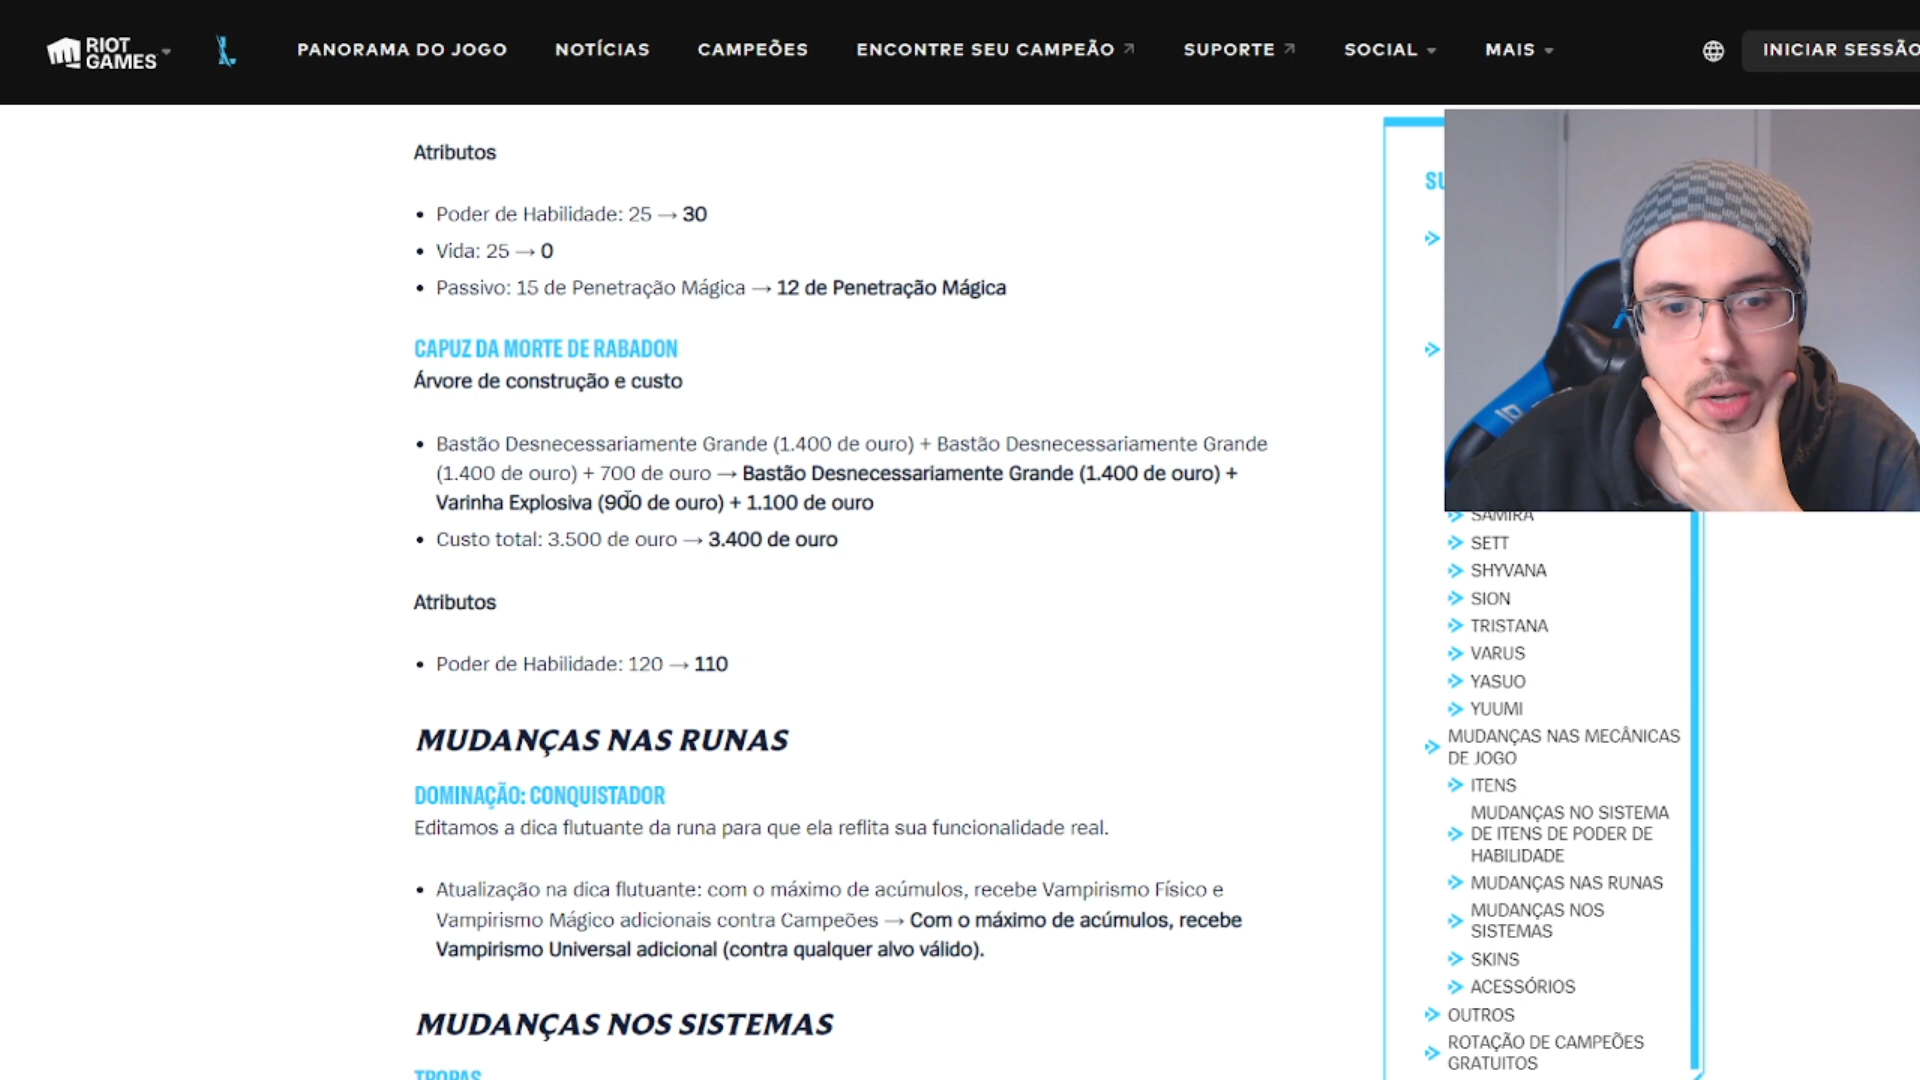 RIOT GAMES
PANORAMA DO JOGO
NOTÍCIAS
CAMPEÕES
ENCONTRE SEU CAMPEÃO
SUPORTE
SOCIAL
MAIS
INICIAR SESSÃO
Atributos
Poder de Habilidade: 25 → 30
Vida: 25 → 0
Passivo: 15 de Penetração Mágica → 12 de Penetração Mágica
CAPUZ DA MORTE DE RABADON
Árvore de construção e custo
Bastão Desnecessariamente Grande (1.400 de ouro) + Bastão Desnecessariamente Grande
(1.400 de ouro) + 700 de ouro → Bastão Desnecessariamente Grande (1.400 de ouro) +
Varinha Explosiva (900 de ouro) + 1.100 de ouro
Custo total: 3.500 de ouro → 3.400 de ouro
Atributos
Poder de Habilidade: 120 → 110
MUDANÇAS NAS RUNAS
DOMINAÇÃO: CONQUISTADOR
Editamos a dica flutuante da runa para que ela reflita sua funcionalidade real.
Atualização na dica flutuante: com o máximo de acúmulos, recebe Vampirismo Físico e
Vampirismo Mágico adicionais contra Campeões → Com o máximo de acúmulos, recebe
Vampirismo Universal adicional (contra qualquer alvo válido).
MUDANÇAS NOS SISTEMAS
TROPAS
SU
SAMIRA
SETT
SHYVANA
SION
TRISTANA
VARUS
YASUO
YUUMI
MUDANÇAS NAS MECÂNICAS
DE JOGO
ITENS
MUDANÇAS NO SISTEMA
DE ITENS DE PODER DE
HABILIDADE
MUDANÇAS NAS RUNAS
MUDANÇAS NOS
SISTEMAS
SKINS
ACESSÓRIOS
OUTROS
ROTAÇÃO DE CAMPEÕES
GRATUITOS